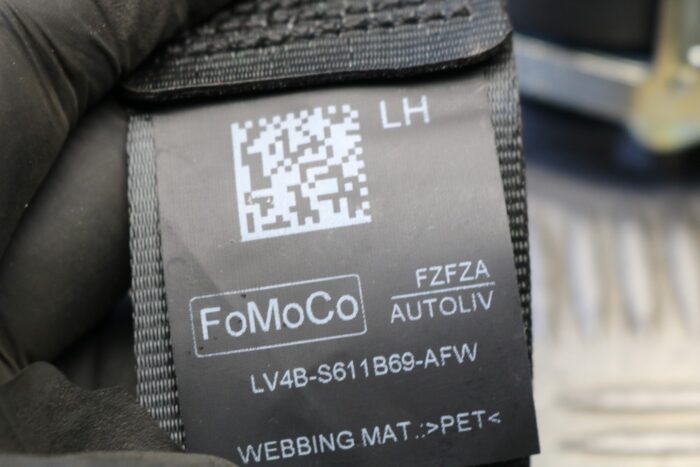 LH
FoMoCo
FZFZA
AUTOLIV
LV4B-S611B69-AFW
WEBBING MAT.:>PET<